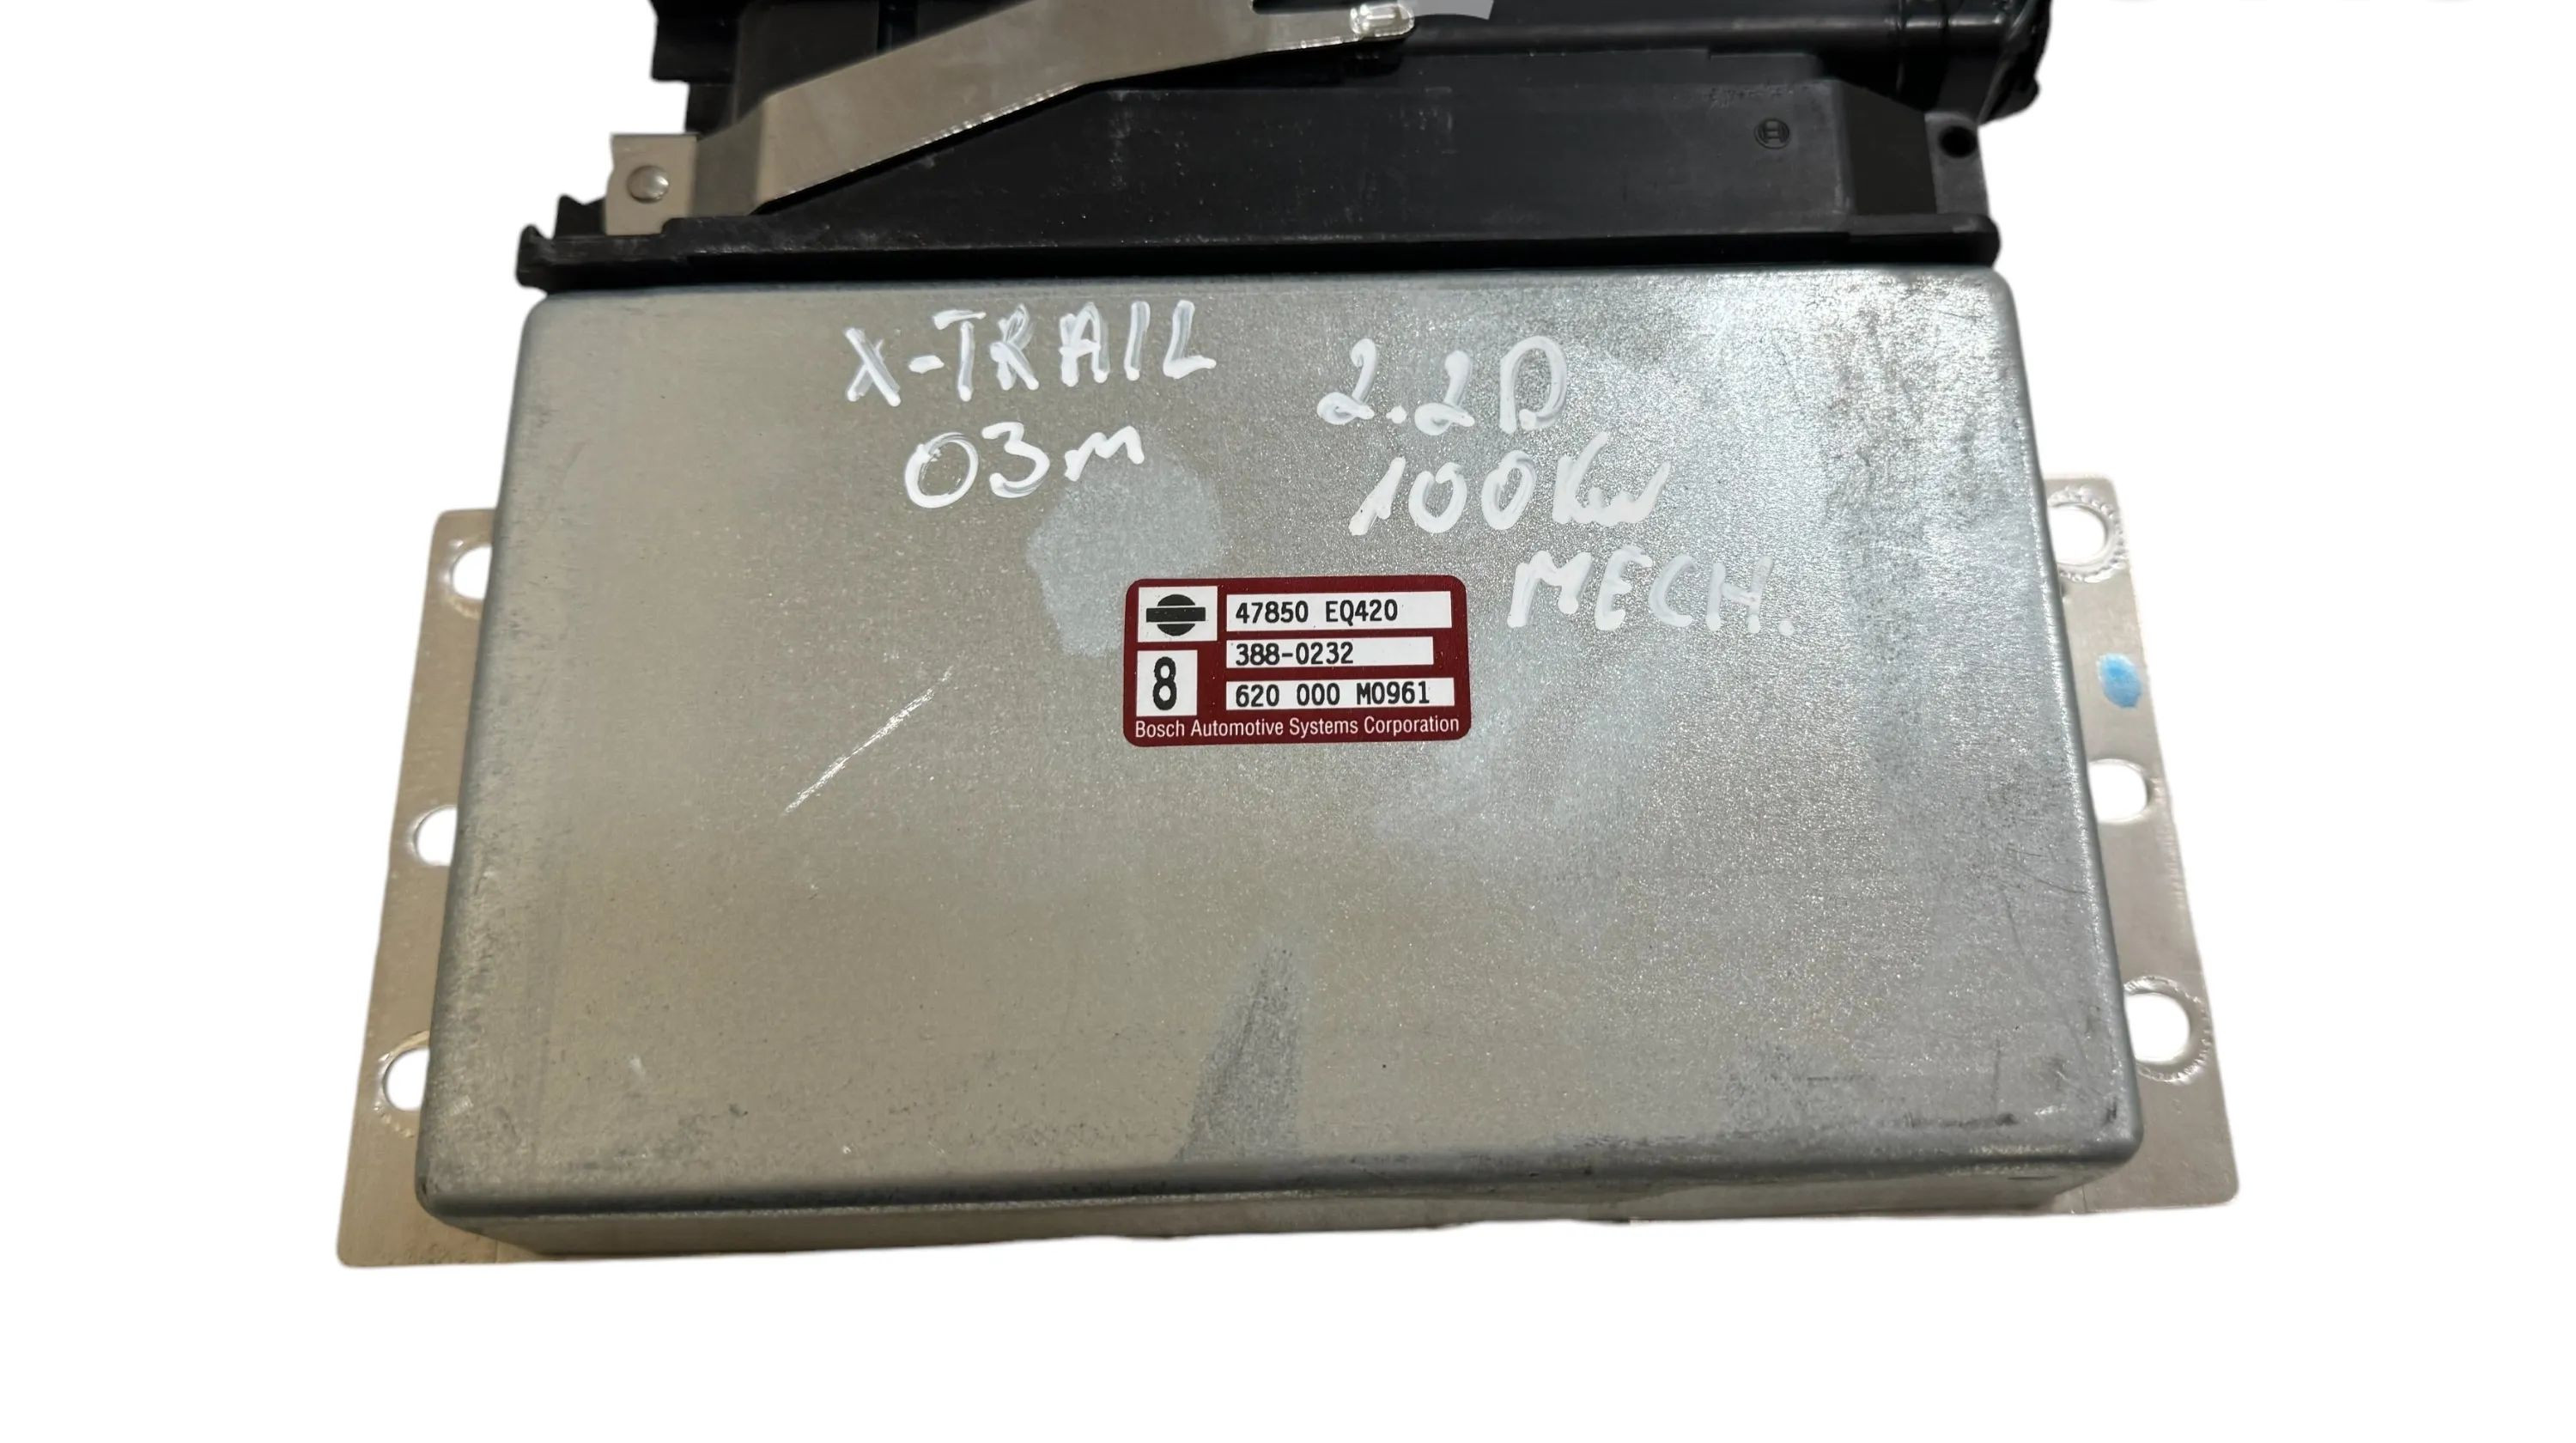 X-TRAIL
03m
2.2D
100Kw
MECH.
47850 EQ420
388-0232
8
620 000 M0961
Bosch Automotive Systems Corporation